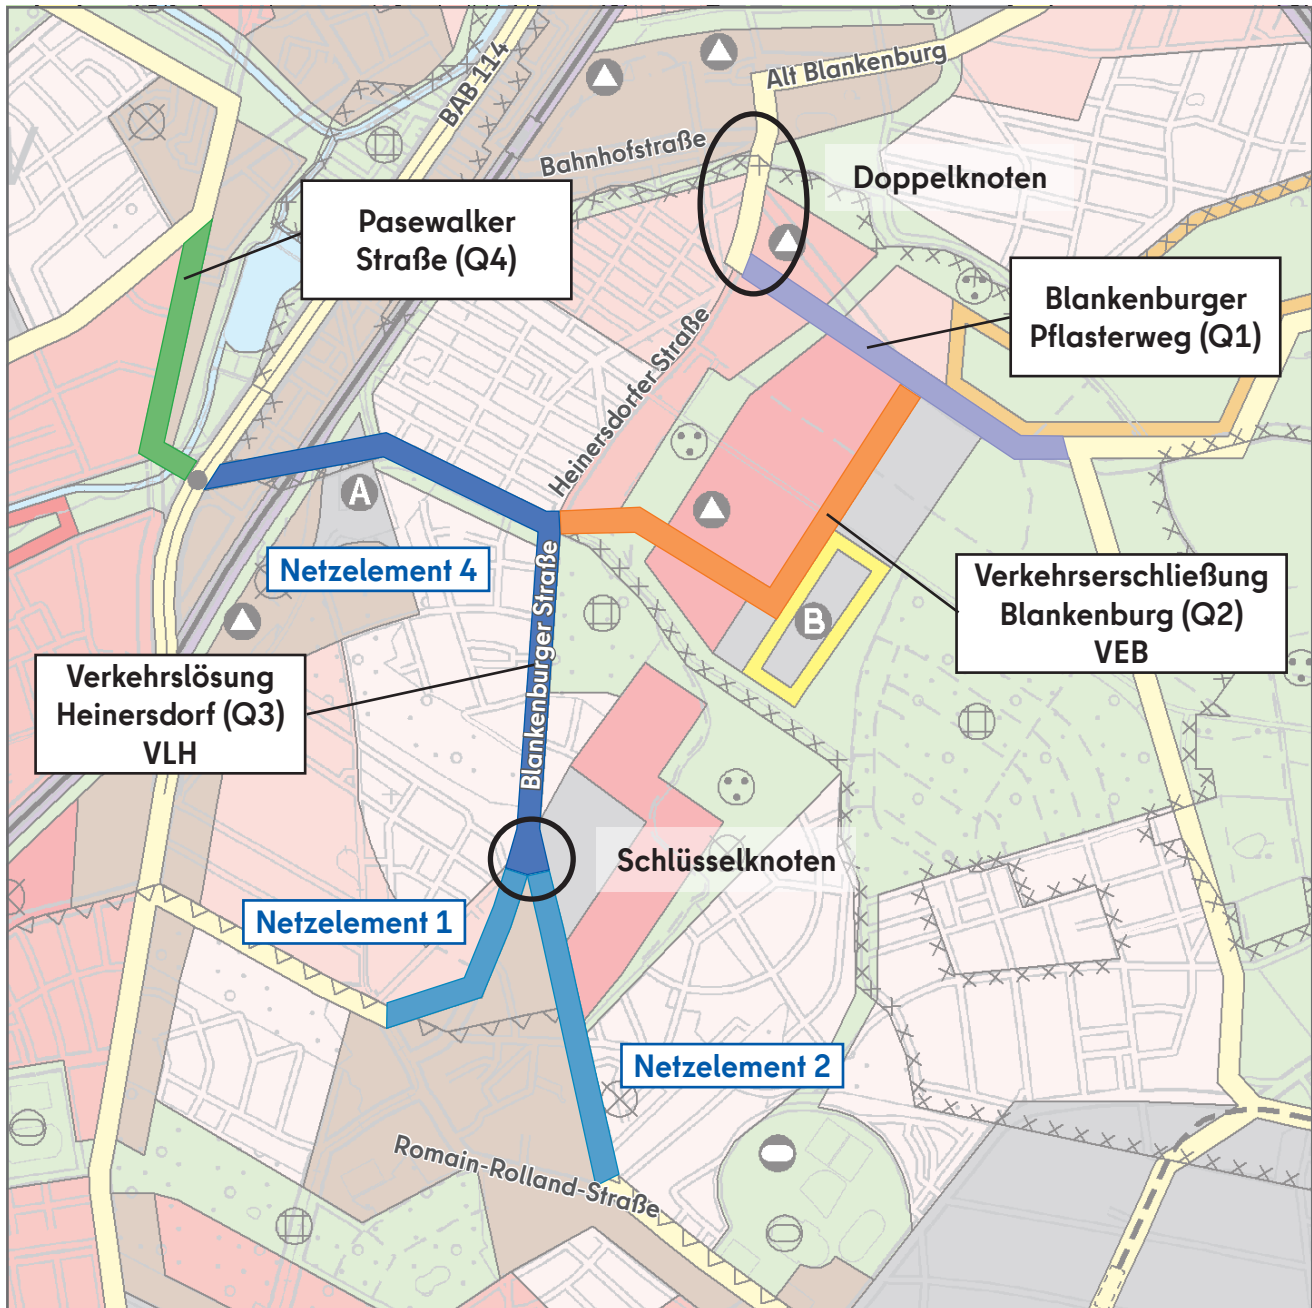 BAB 114
Alt Blankenburg
Bahnhofstraße
Doppelknoten
Pasewalker
Straße (Q4)
Blankenburger
Pflasterweg (Q1)
Heinersdorfer Straße
A
Netzelement 4
Blankenburger Straße
Verkehrserschließung
Blankenburg (Q2)
VEB
B
Verkehrslösung
Heinersdorf (Q3)
VLH
Schlüsselknoten
Netzelement 1
Netzelement 2
Romain-Rolland-Straße